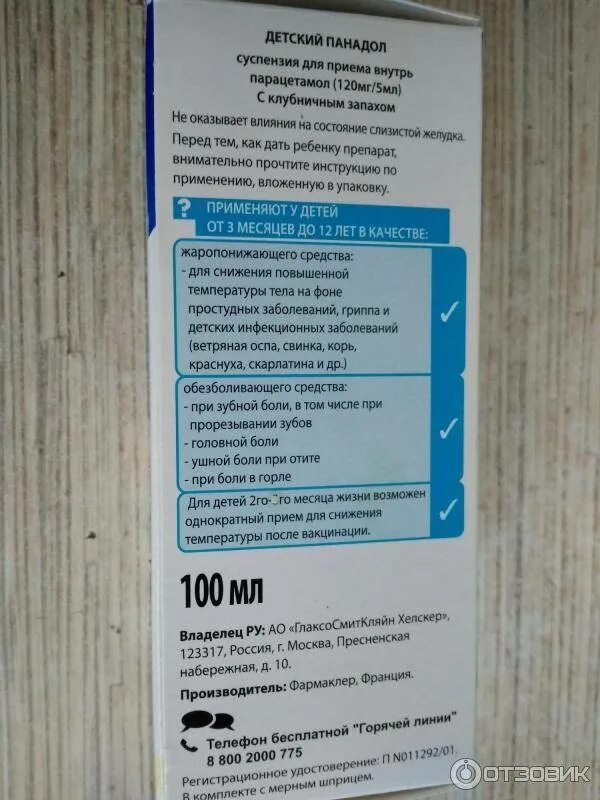 ДЕТСКИЙ ПАНАДОЛ
суспензия для приема внутрь
парацетамол (120мг/5мл)
С клубничным запахом
Не оказывает влияния на состояние слизистой желудка.
Перед тем, как дать ребенку препарат,
внимательно прочтите инструкцию по
применению, вложенную в упаковку.
? ПРИМЕНЯЮТ У ДЕТЕЙ
ОТ 3 МЕСЯЦЕВ ДО 12 ЛЕТ В КАЧЕСТВЕ:
жаропонижающего средства:
- для снижения повышенной
температуры тела на фоне
простудных заболеваний, гриппа и
детских инфекционных заболеваний
(ветряная оспа, свинка, корь,
краснуха, скарлатина и др.)
обезболивающего средства:
- при зубной боли, в том числе при
прорезывании зубов
- головной боли
- ушной боли при отите
- при боли в горле
Для детей 2го-3го месяца жизни возможен
однократный прием для снижения
температуры после вакцинации.
100 мл
Владелец РУ: АО «ГлаксоСмитКляйн Хелскер»,
123317, Россия, г. Москва, Пресненская
набережная, д. 10.
Производитель: Фармаклер, Франция.
Телефон бесплатной "Горячей линии"
8 800 2000 775
Регистрационное удостоверение: П N011292/01.
В комплекте с мерным шприцем.
ОТЗОВИК